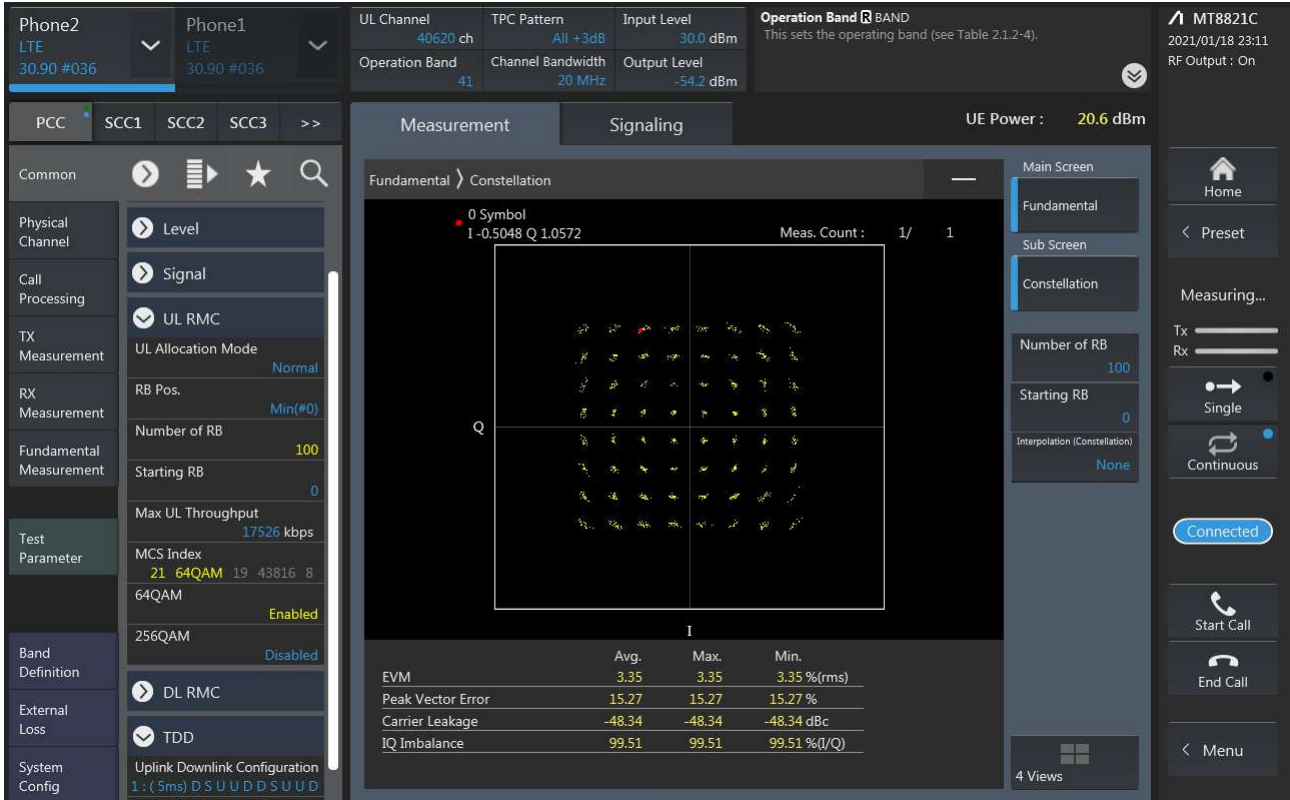 Phone2
LTE
30.90 #036
Phone1
LTE
30.90 #036
UL Channel
40620 ch
TPC Pattern
All +3dB
Input Level
30.0 dBm
Operation Band
41
Channel Bandwidth
20 MHz
Output Level
-54.2 dBm
Operation Band R BAND
This sets the operating band (see Table 2.1.2-4).
MT8821C
2021/01/18 23:11
RF Output : On
PCC SCC1 SCC2 SCC3 >>
Measurement Signaling
UE Power : 20.6 dBm
Common
Physical
Channel
Call
Processing
TX
Measurement
RX
Measurement
Fundamental
Measurement
Test
Parameter
Band
Definition
External
Loss
System
Config
Level
Signal
UL RMC
UL Allocation Mode
Normal
RB Pos.
Min(#0)
Number of RB
100
Starting RB
0
Max UL Throughput
17526 kbps
MCS Index
21 64QAM 19 43816 8
64QAM
Enabled
256QAM
Disabled
DL RMC
TDD
Uplink Downlink Configuration
1 : ( 5ms) D S U U D D S U U D
Fundamental ⟩ Constellation
0 Symbol
I -0.5048 Q 1.0572
Meas. Count : 1/ 1
Q
I
Avg. Max. Min.
EVM 3.35 3.35 3.35 %(rms)
Peak Vector Error 15.27 15.27 15.27 %
Carrier Leakage -48.34 -48.34 -48.34 dBc
IQ Imbalance 99.51 99.51 99.51 %(I/Q)
Main Screen
Fundamental
Sub Screen
Constellation
Number of RB
100
Starting RB
0
Interpolation (Constellation)
None
4 Views
Home
< Preset
Measuring...
Tx
Rx
Single
Continuous
Connected
Start Call
End Call
< Menu